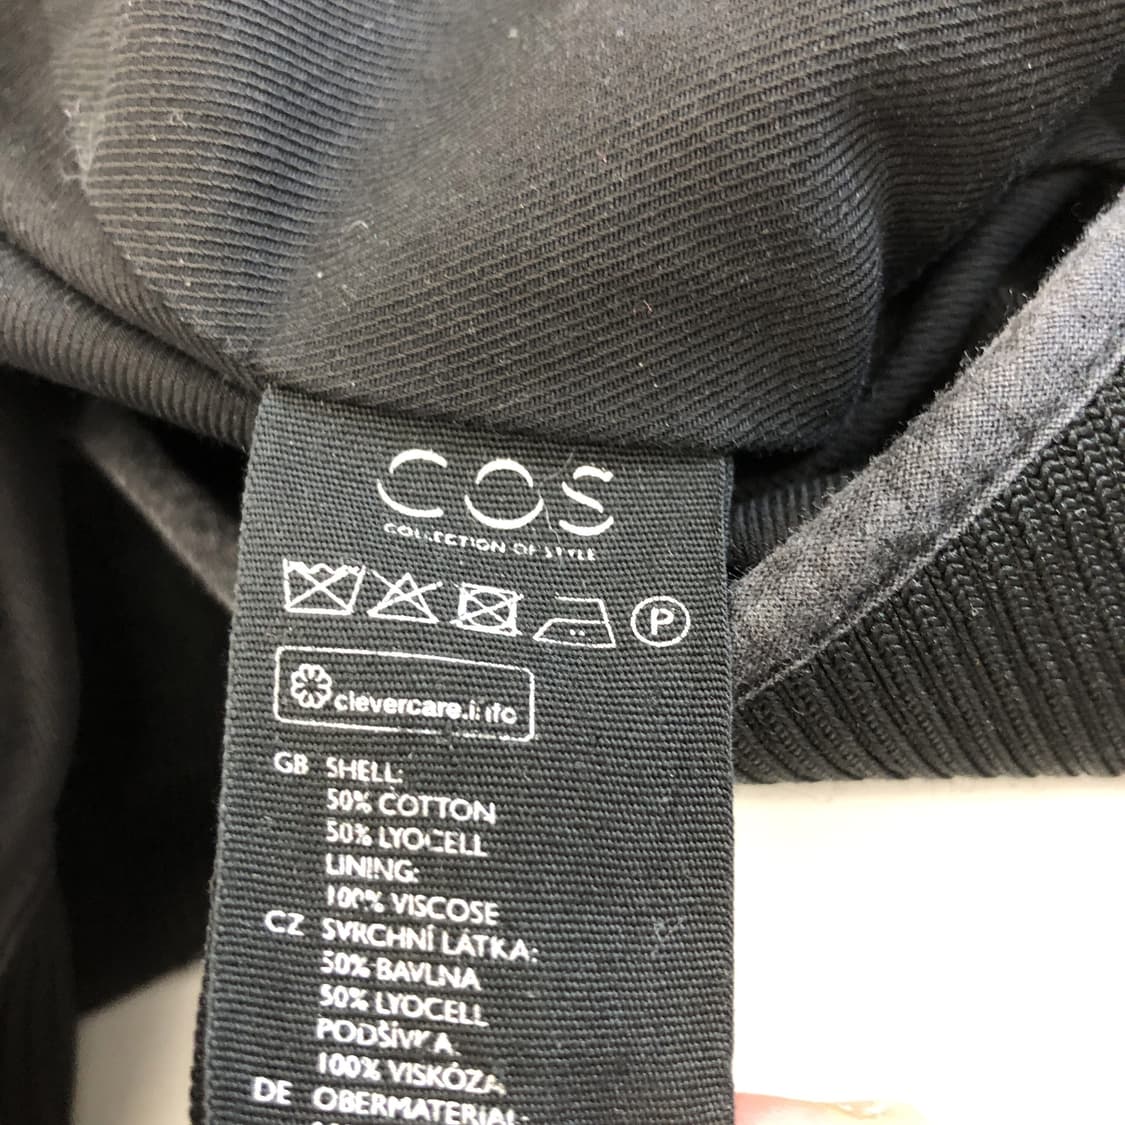 COS
COLLECTION OF STYLE
P
clevercare.info
GB SHELL:
50% COTTON
50% LYOCELL
LINING:
100% VISCOSE
CZ SVRCHNÍ LÁTKA:
50% BAVLNA
50% LYOCELL
PODŠÍVKA:
100% VISKÓZA
DE OBERMATERIAL: